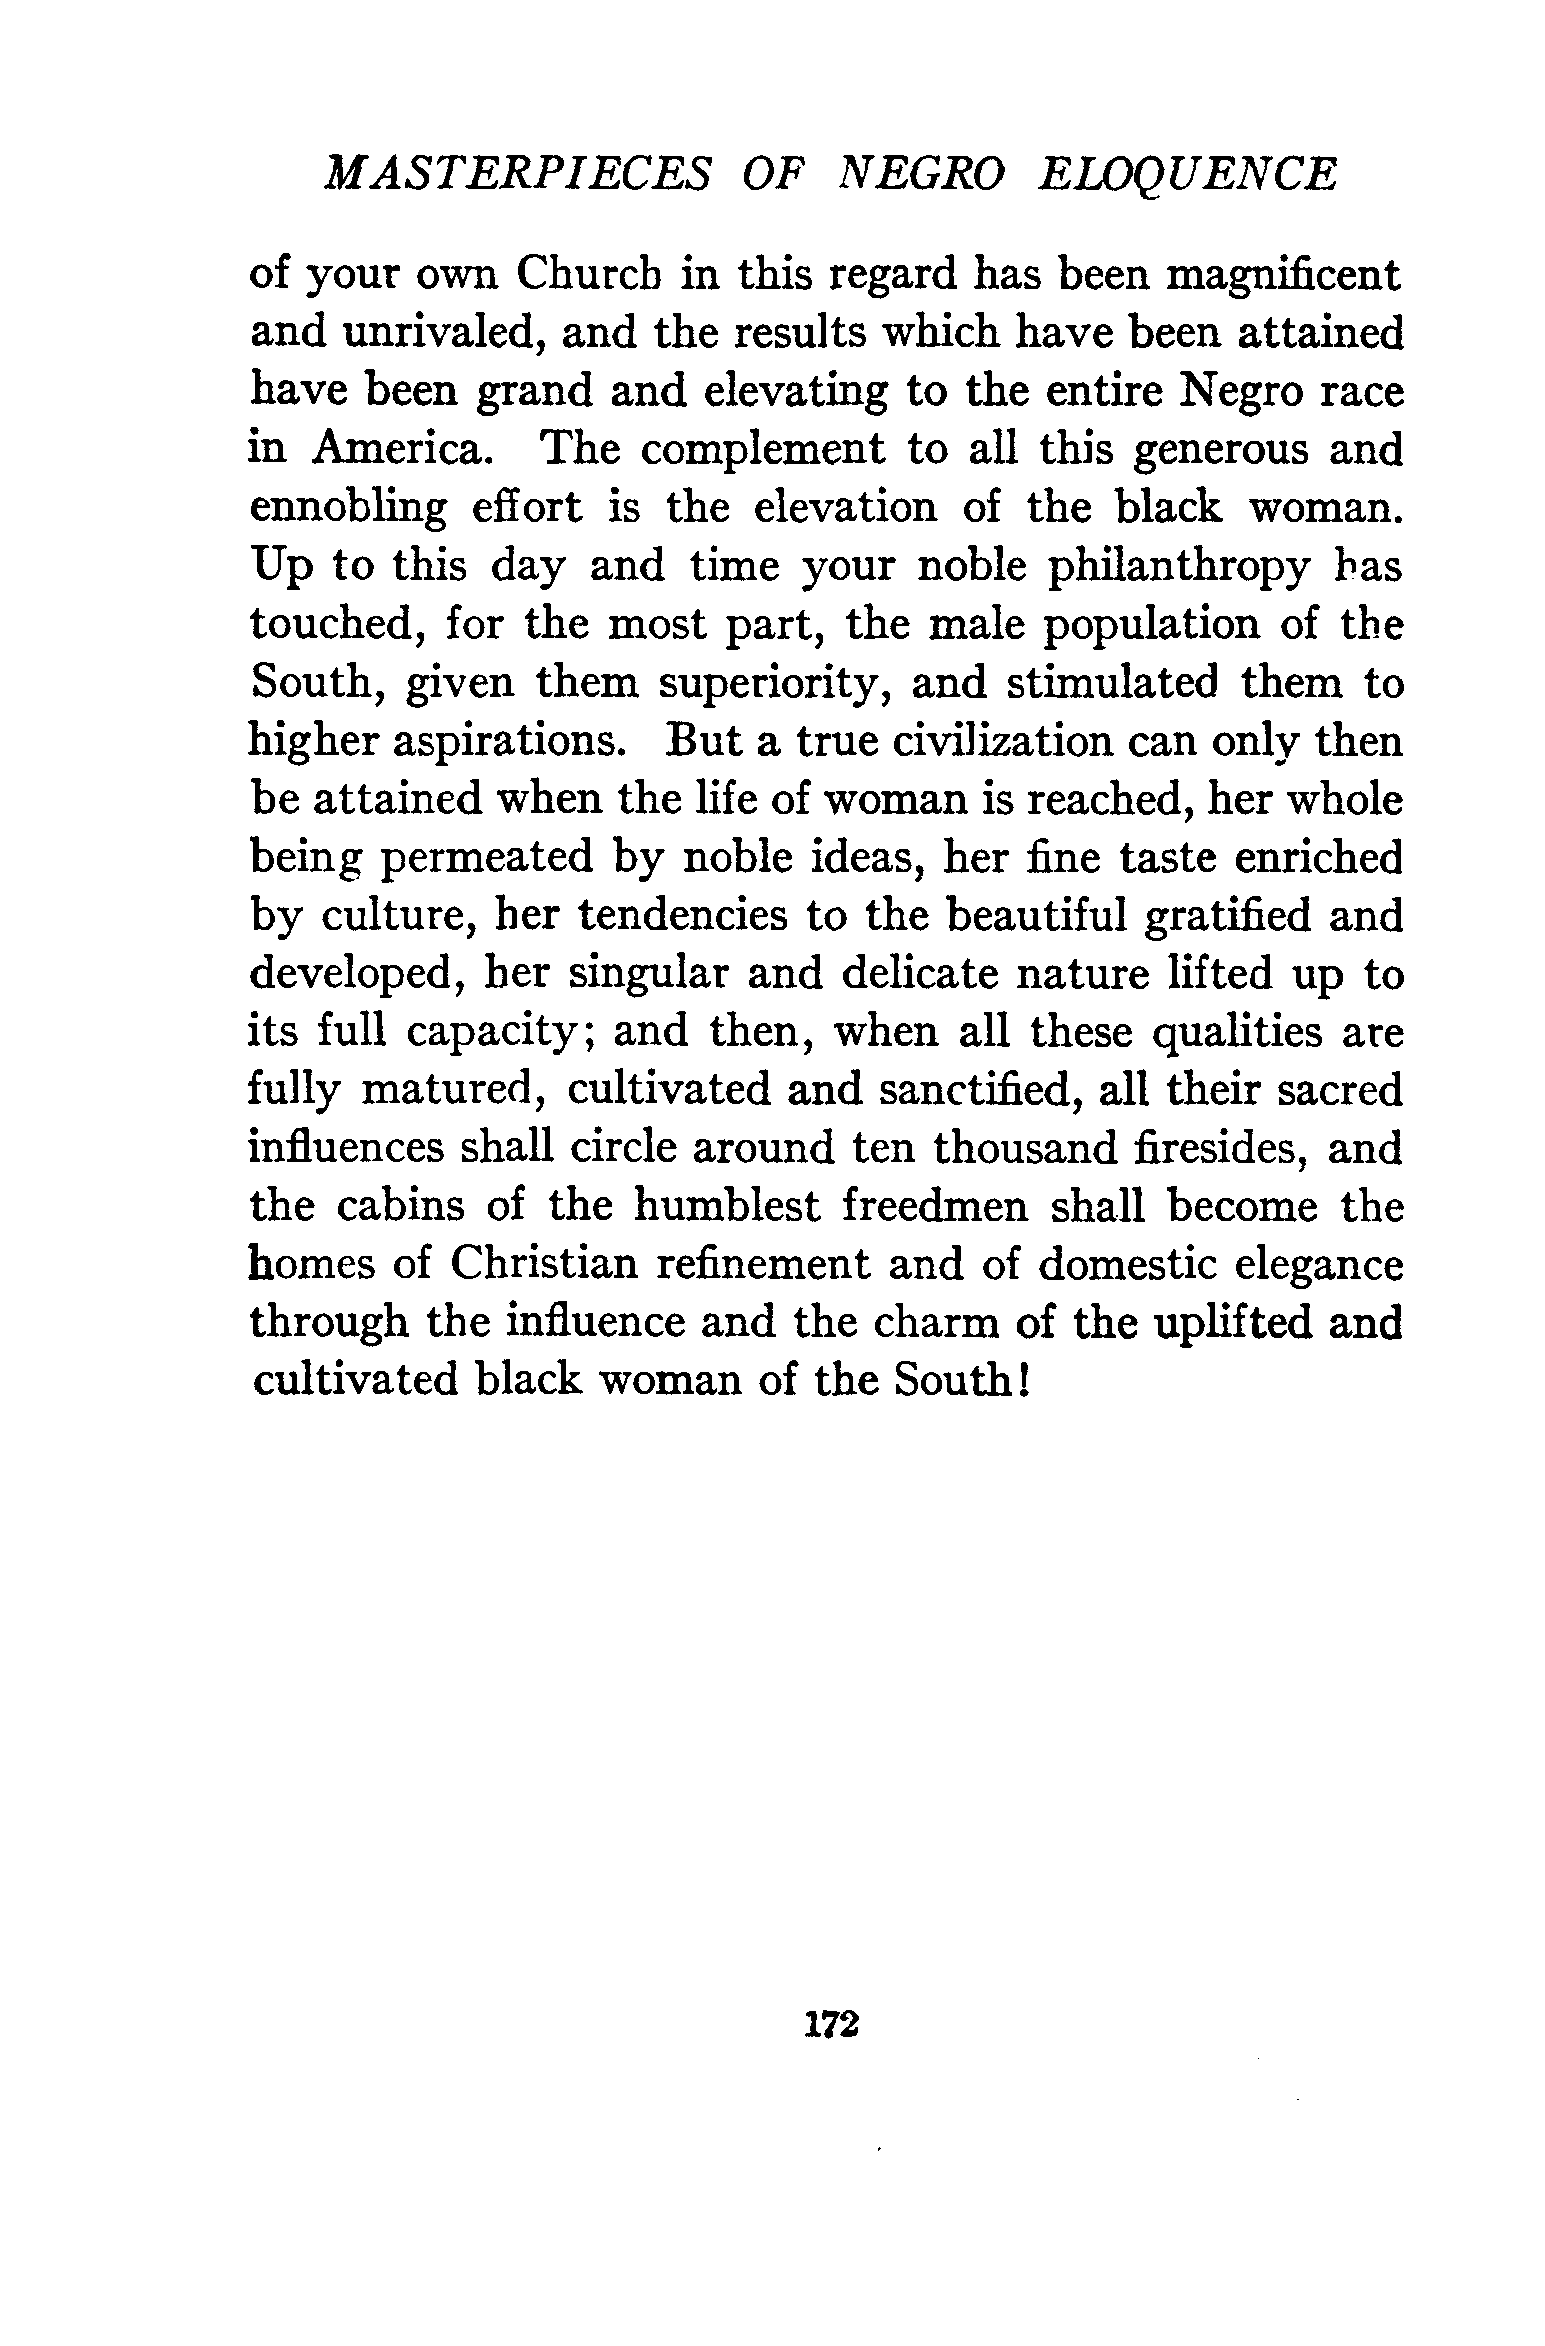 MASTERPIECES OF NEGRO ELOQUENCE
of your own Church in this regard has been magnificent
and unrivaled, and the results which have been attained
have been grand and elevating to the entire Negro race
in America. The complement to all this generous and
ennobling effort is the elevation of the black woman.
Up to this day and time your noble philanthropy has
touched, for the most part, the male population of the
South, given them superiority, and stimulated them to
higher aspirations. But a true civilization can only then
be attained when the life of woman is reached, her whole
being permeated by noble ideas, her fine taste enriched
by culture, her tendencies to the beautiful gratified and
developed, her singular and delicate nature lifted up to
its full capacity; and then, when all these qualities are
fully matured, cultivated and sanctified, all their sacred
influences shall circle around ten thousand firesides, and
the cabins of the humblest freedmen shall become the
homes of Christian refinement and of domestic elegance
through the influence and the charm of the uplifted and
cultivated black woman of the South!
172